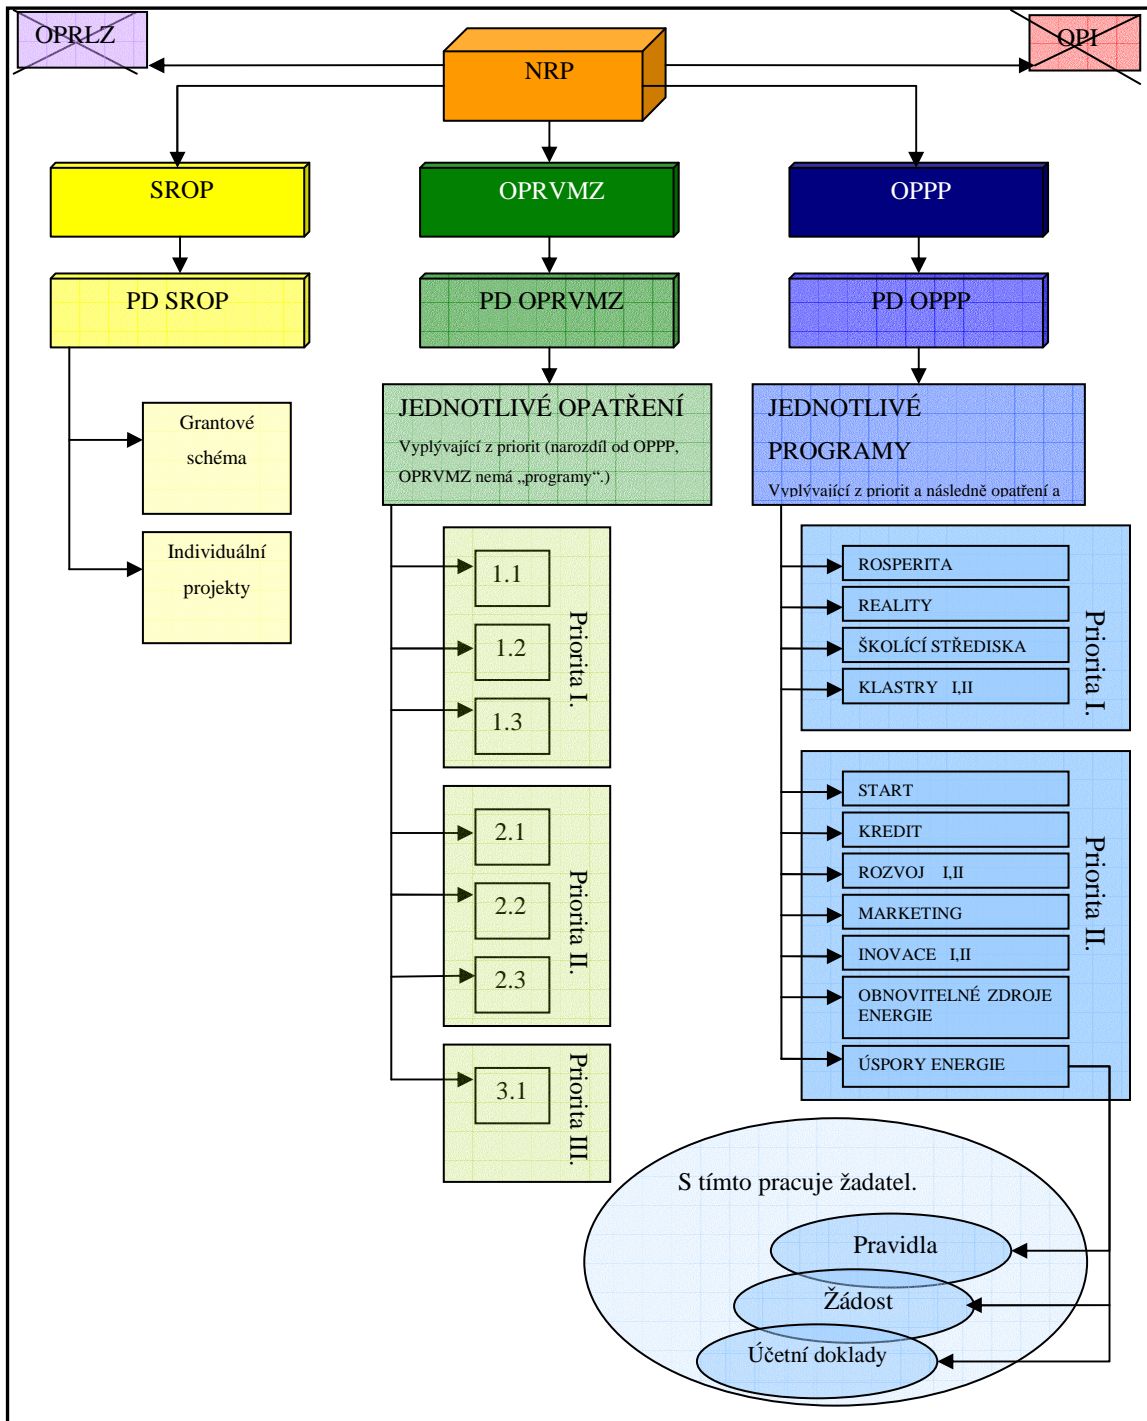 OPRLZ
NRP
OPI
SROP
OPRVMZ
OPPP
PD SROP
PD OPRVMZ
PD OPPP
Grantové
schéma
Individuální
projekty
JEDNOTLIVÉ OPATŘENÍ
Vyplývající z priorit (narozdíl od OPPP,
OPRVMZ nemá „programy“.)
1.1
1.2
1.3
Priorita I.
2.1
2.2
2.3
Priorita II.
3.1
Priorita III.
JEDNOTLIVÉ
PROGRAMY
Vyplývající z priorit a následně opatření a
ROSPERITA
REALITY
ŠKOLÍCÍ STŘEDISKA
KLASTRY I,II
Priorita I.
START
KREDIT
ROZVOJ I,II
MARKETING
INOVACE I,II
OBNOVITELNÉ ZDROJE
ENERGIE
ÚSPORY ENERGIE
Priorita II.
S tímto pracuje žadatel.
Pravidla
Žádost
Účetní doklady